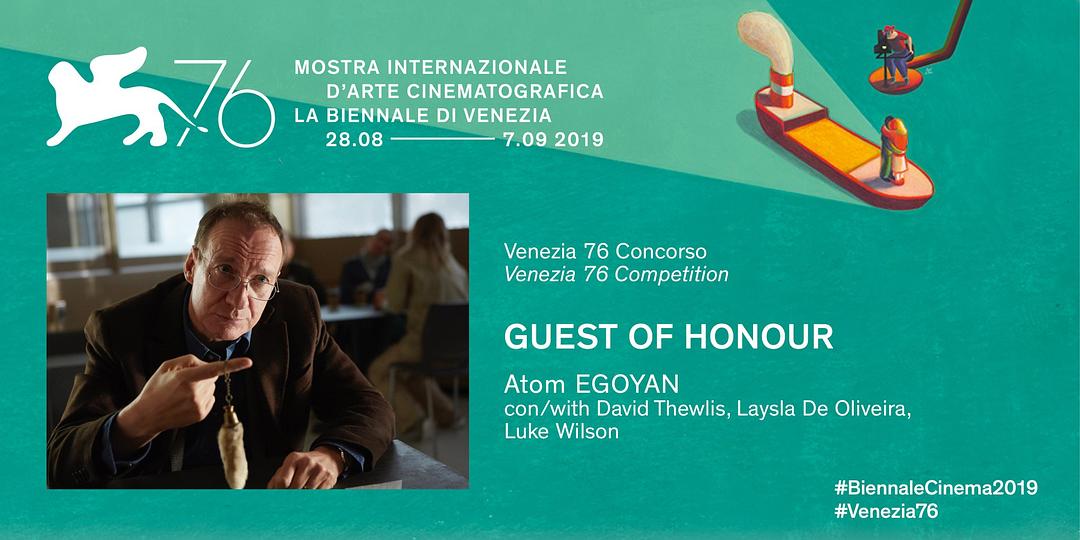 76
MOSTRA INTERNAZIONALE
D'ARTE CINEMATOGRAFICA
LA BIENNALE DI VENEZIA
28.08 — 7.09 2019
Venezia 76 Concorso
Venezia 76 Competition
GUEST OF HONOUR
Atom EGOYAN
con/with David Thewlis, Laysla De Oliveira,
Luke Wilson
#BiennaleCinema2019
#Venezia76